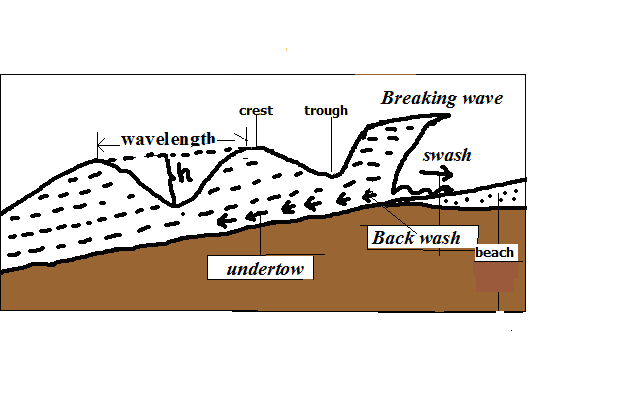 Breaking wave
crest
trough
wavelength
h
swash
Back wash
undertow
beach